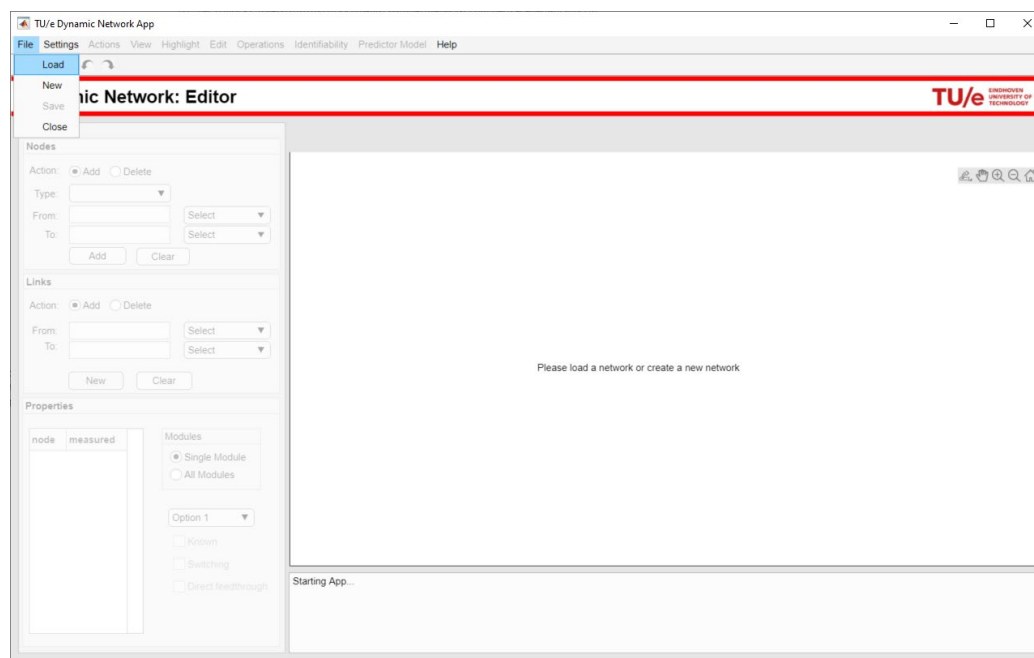 TU/e Dynamic Network App
File Settings Actions View Highlight Edit Operations Identifiability Predictor Model Help
Load
New
Save
Close
ic Network: Editor
TU/e EINDHOVEN UNIVERSITY OF TECHNOLOGY
Nodes
Action: Add Delete
Type:
From: Select
To: Select
Add Clear
Links
Action: Add Delete
From: Select
To: Select
New Clear
Properties
node measured
Modules
Single Module
All Modules
Option 1
Known
Switching
Direct feedthrough
Please load a network or create a new network
Starting App...